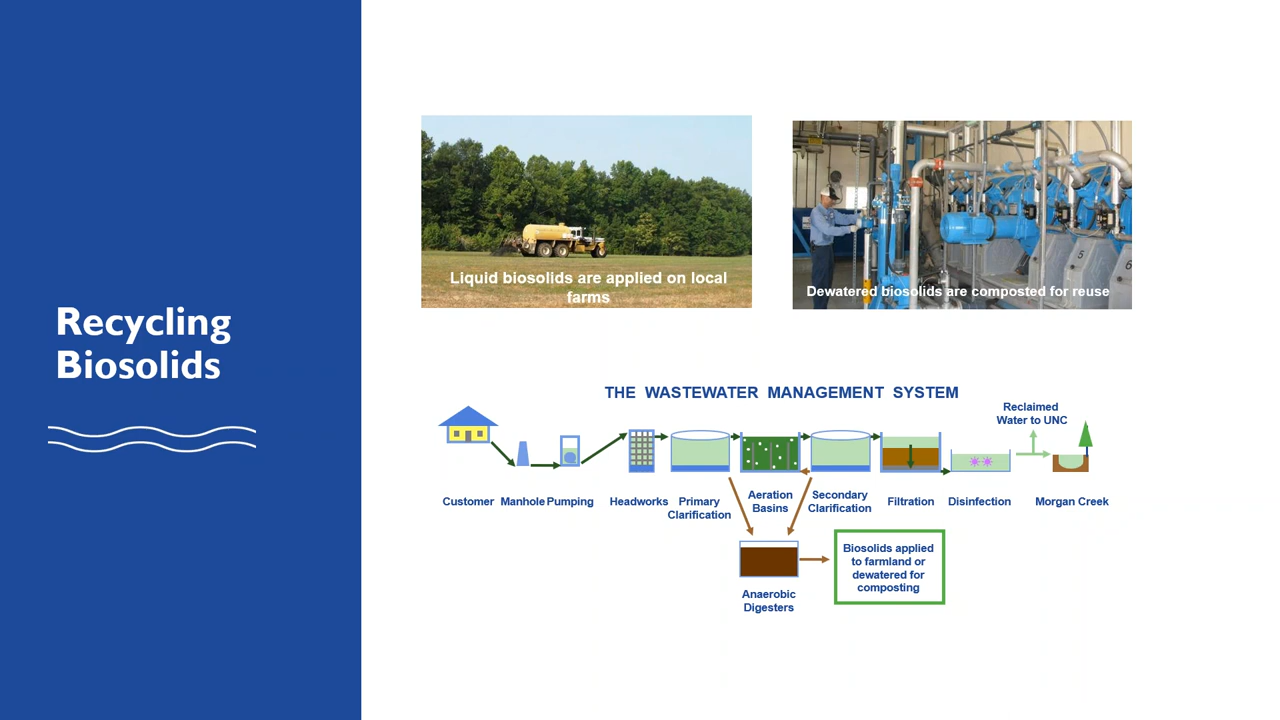 Recycling
Biosolids
Liquid biosolids are applied on local
farms
Dewatered biosolids are composted for reuse
5
6
THE WASTEWATER MANAGEMENT SYSTEM
Reclaimed
Water to UNC
Customer
Manhole
Pumping
Headworks
Primary
Clarification
Aeration
Basins
Secondary
Clarification
Filtration
Disinfection
Morgan Creek
Anaerobic
Digesters
Biosolids applied
to farmland or
dewatered for
composting